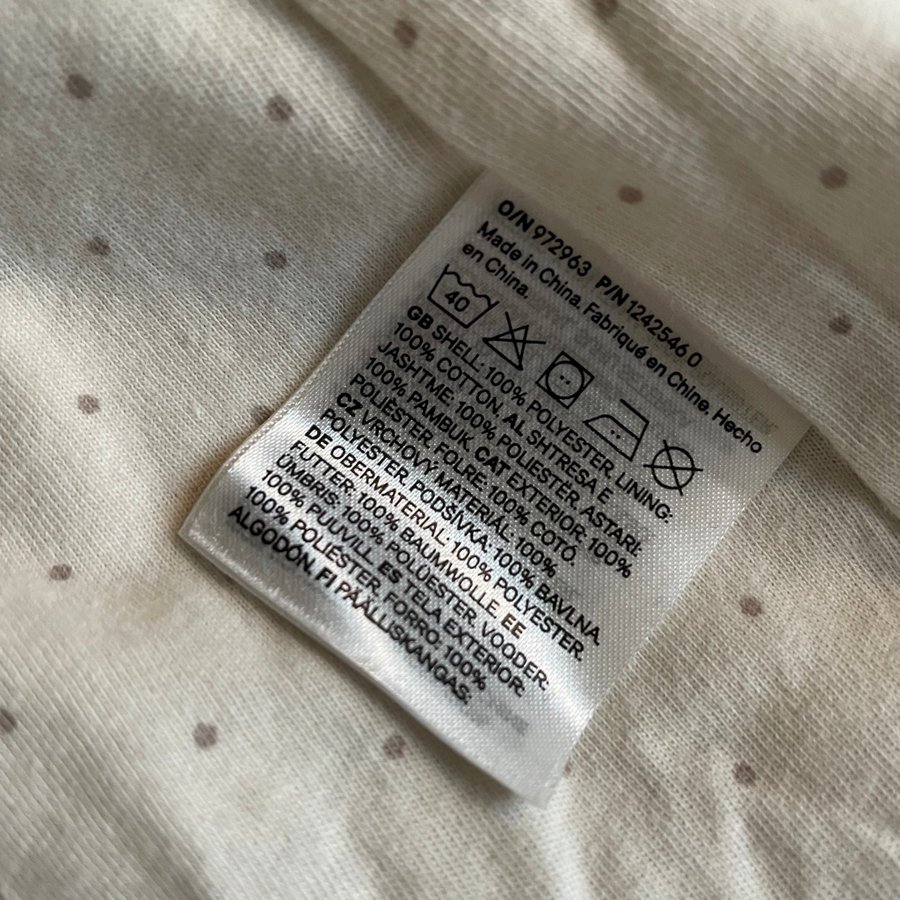 O/N 972963 P/N 1242546 0
Made in China. Fabriqué en Chine. Hecho
en China.
40
GB SHELL: 100% POLYESTER. LINING:
100% COTTON. AL SHTRESA E
JASHTME: 100% POLIESTËR. ASTARI:
100% PAMBUK. CAT EXTERIOR: 100%
POLIÈSTER. FOLRE: 100% COTÓ.
CZ VRCHOVÝ MATERIÁL: 100%
POLYESTER. PODŠÍVKA: 100% BAVLNA.
DE OBERMATERIAL: 100% POLYESTER.
FUTTER: 100% BAUMWOLLE. EE
ÜMBRIS: 100% POLÜESTER. VOODER:
100% PUUVILL. ES TELA EXTERIOR:
100% POLIÉSTER. FORRO: 100%
ALGODÓN. FI PÄÄLLISKANGAS: